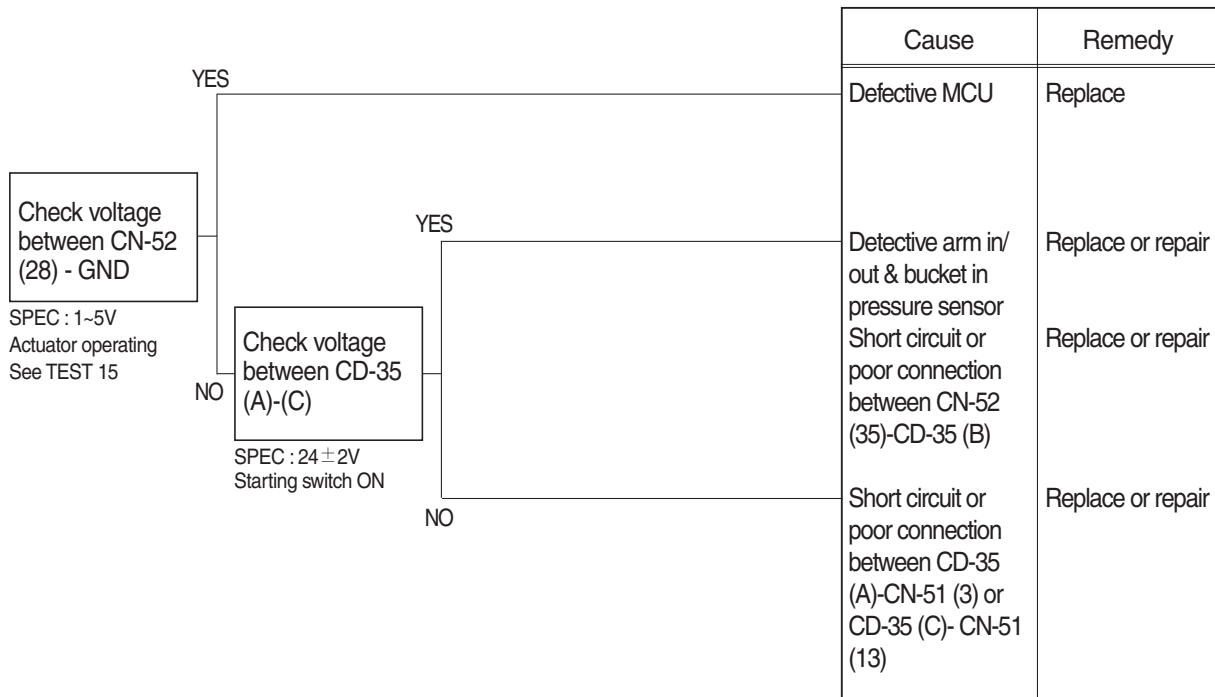 Cause Remedy
YES
Defective MCU Replace
Check voltage
between CN-52
(28) - GND
SPEC : 1~5V
Actuator operating
See TEST 15
NO
Check voltage
between CD-35
(A)-(C)
SPEC : 24±2V
Starting switch ON
YES
Detective arm in/ Replace or repair
out & bucket in
pressure sensor
Short circuit or Replace or repair
poor connection
between CN-52
(35)-CD-35 (B)
NO
Short circuit or Replace or repair
poor connection
between CD-35
(A)-CN-51 (3) or
CD-35 (C)- CN-51
(13)